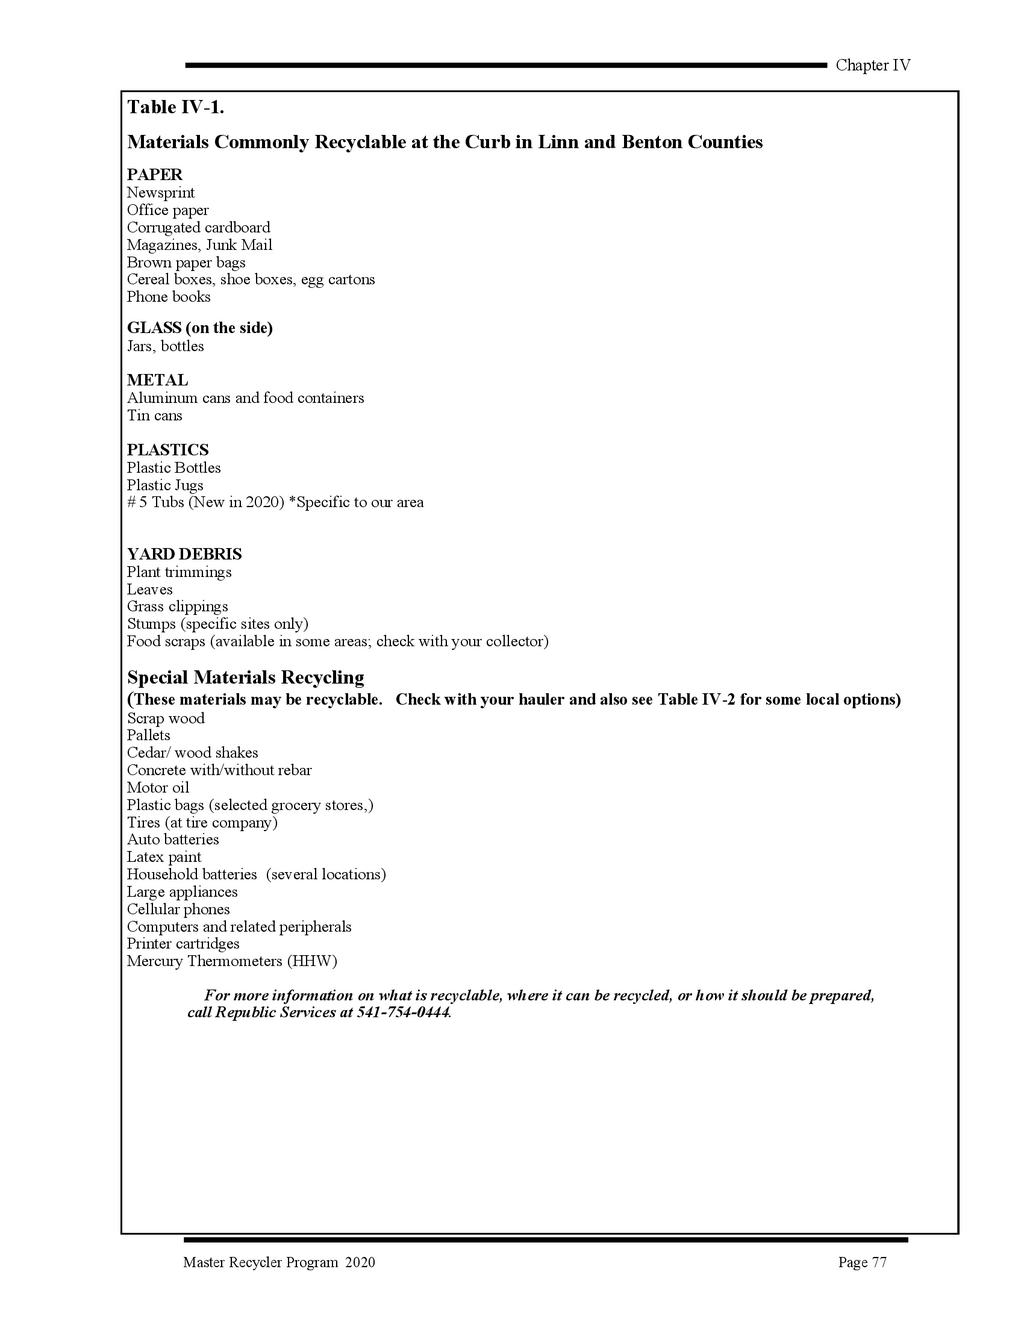 Chapter IV
Table IV-1.
Materials Commonly Recyclable at the Curb in Linn and Benton Counties
PAPER
Newsprint
Office paper
Corrugated cardboard
Magazines, Junk Mail
Brown paper bags
Cereal boxes, shoe boxes, egg cartons
Phone books
GLASS (on the side)
Jars, bottles
METAL
Aluminum cans and food containers
Tin cans
PLASTICS
Plastic Bottles
Plastic Jugs
# 5 Tubs (New in 2020) *Specific to our area
YARD DEBRIS
Plant trimmings
Leaves
Grass clippings
Stumps (specific sites only)
Food scraps (available in some areas; check with your collector)
Special Materials Recycling
(These materials may be recyclable.   Check with your hauler and also see Table IV-2 for some local options)
Scrap wood
Pallets
Cedar/ wood shakes
Concrete with/without rebar
Motor oil
Plastic bags (selected grocery stores,)
Tires (at tire company)
Auto batteries
Latex paint
Household batteries  (several locations)
Large appliances
Cellular phones
Computers and related peripherals
Printer cartridges
Mercury Thermometers (HHW)
For more information on what is recyclable, where it can be recycled, or how it should be prepared,
call Republic Services at 541-754-0444.
Master Recycler Program  2020
Page 77